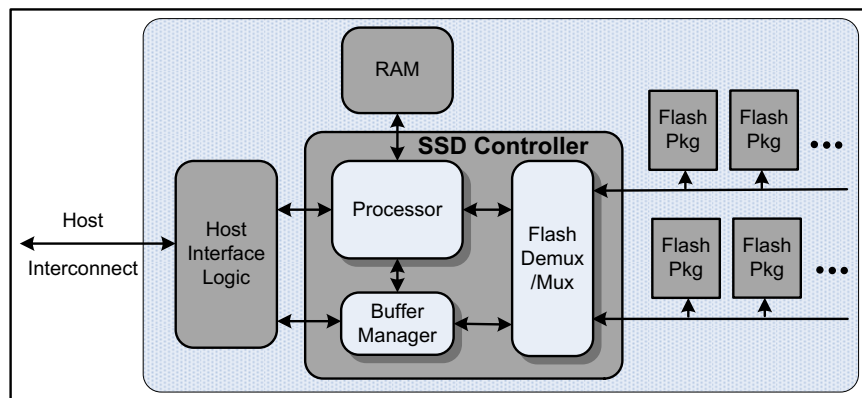 RAM
SSD Controller
Flash
Pkg
Flash
Pkg
Processor
Host
Interconnect
Host
Interface
Logic
Flash
Demux
/Mux
Buffer
Manager
Flash
Pkg
Flash
Pkg